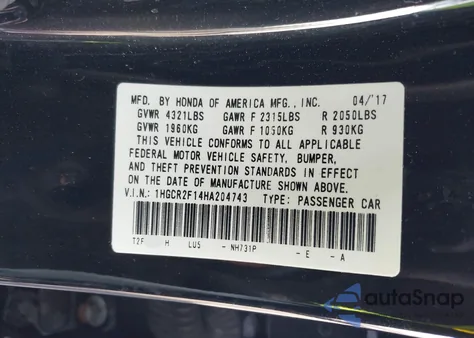 MFD. BY HONDA OF AMERICA MFG., INC. 04/'17
GVWR 4321LBS GAWR F 2315LBS R 2050LBS
GVWR 1960KG GAWR F 1050KG R 930KG
THIS VEHICLE CONFORMS TO ALL APPLICABLE
FEDERAL MOTOR VEHICLE SAFETY, BUMPER,
AND THEFT PREVENTION STANDARDS IN EFFECT
ON THE DATE OF MANUFACTURE SHOWN ABOVE.
V.I.N.: 1HGCR2F14HA204743 TYPE: PASSENGER CAR
T2F H LU5 - NH731P - E - A
autoSnap